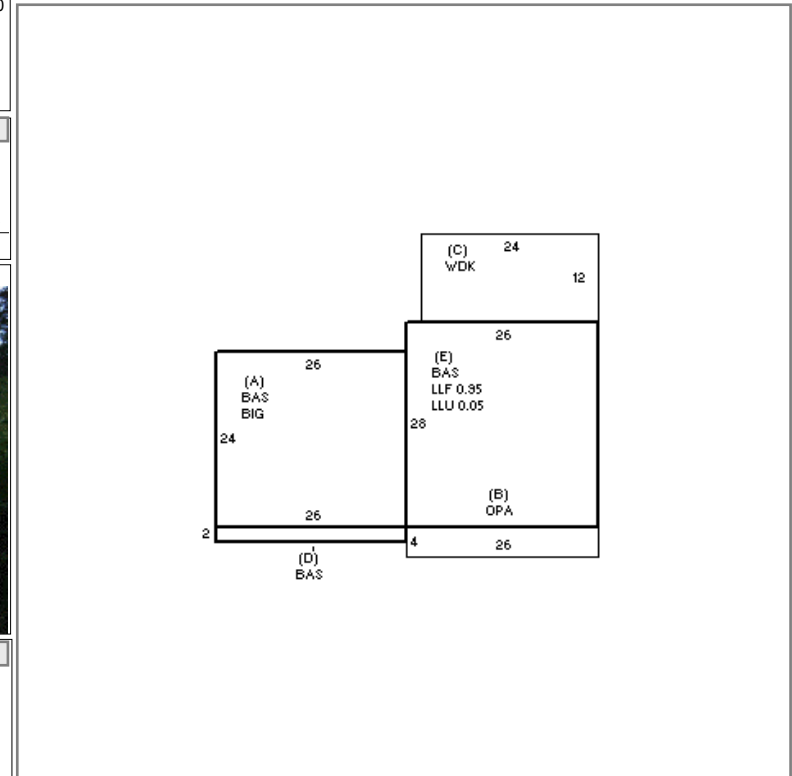 (C)
24
WDK
12
26
(E)
BAS
LLF 0.95
LLU 0.05
28
26
(A)
BAS
BIG
24
(B)
OPA
26
2
4
26
(D)
BAS